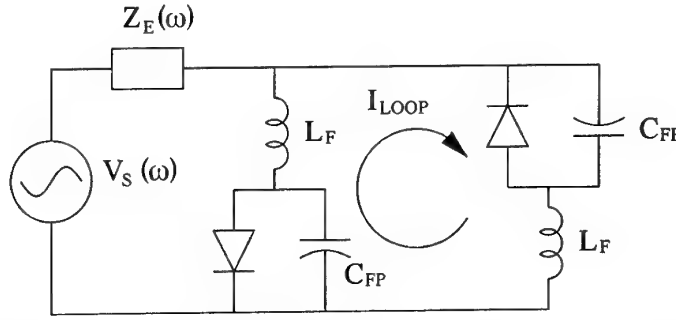 Z_E(ω)
I_LOOP
L_F
C_FP
V_S(ω)
C_FP
L_F